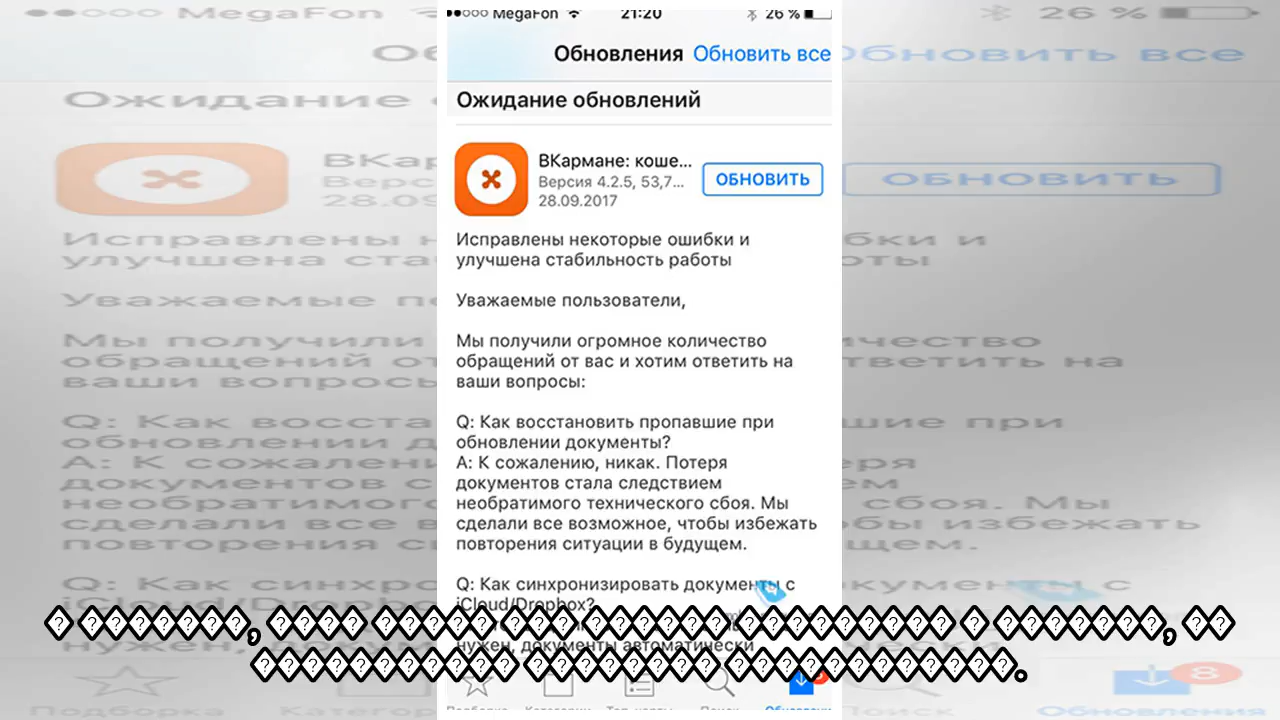 MegaFon 21:20 26 %
Обновления Обновить все
Ожидание обновлений
ВКармане: коше...
Версия 4.2.5, 53,7...
28.09.2017
ОБНОВИТЬ
Исправлены некоторые ошибки и
улучшена стабильность работы
Уважаемые пользователи,
Мы получили огромное количество
обращений от вас и хотим ответить на
ваши вопросы:
Q: Как восстановить пропавшие при
обновлении документы?
A: К сожалению, никак. Потеря
документов стала следствием
необратимого технического сбоя. Мы
сделали все возможное, чтобы избежать
повторения ситуации в будущем.
Q: Как синхронизировать документы с
iCloud/Dropbox?
нужен, документы автоматически